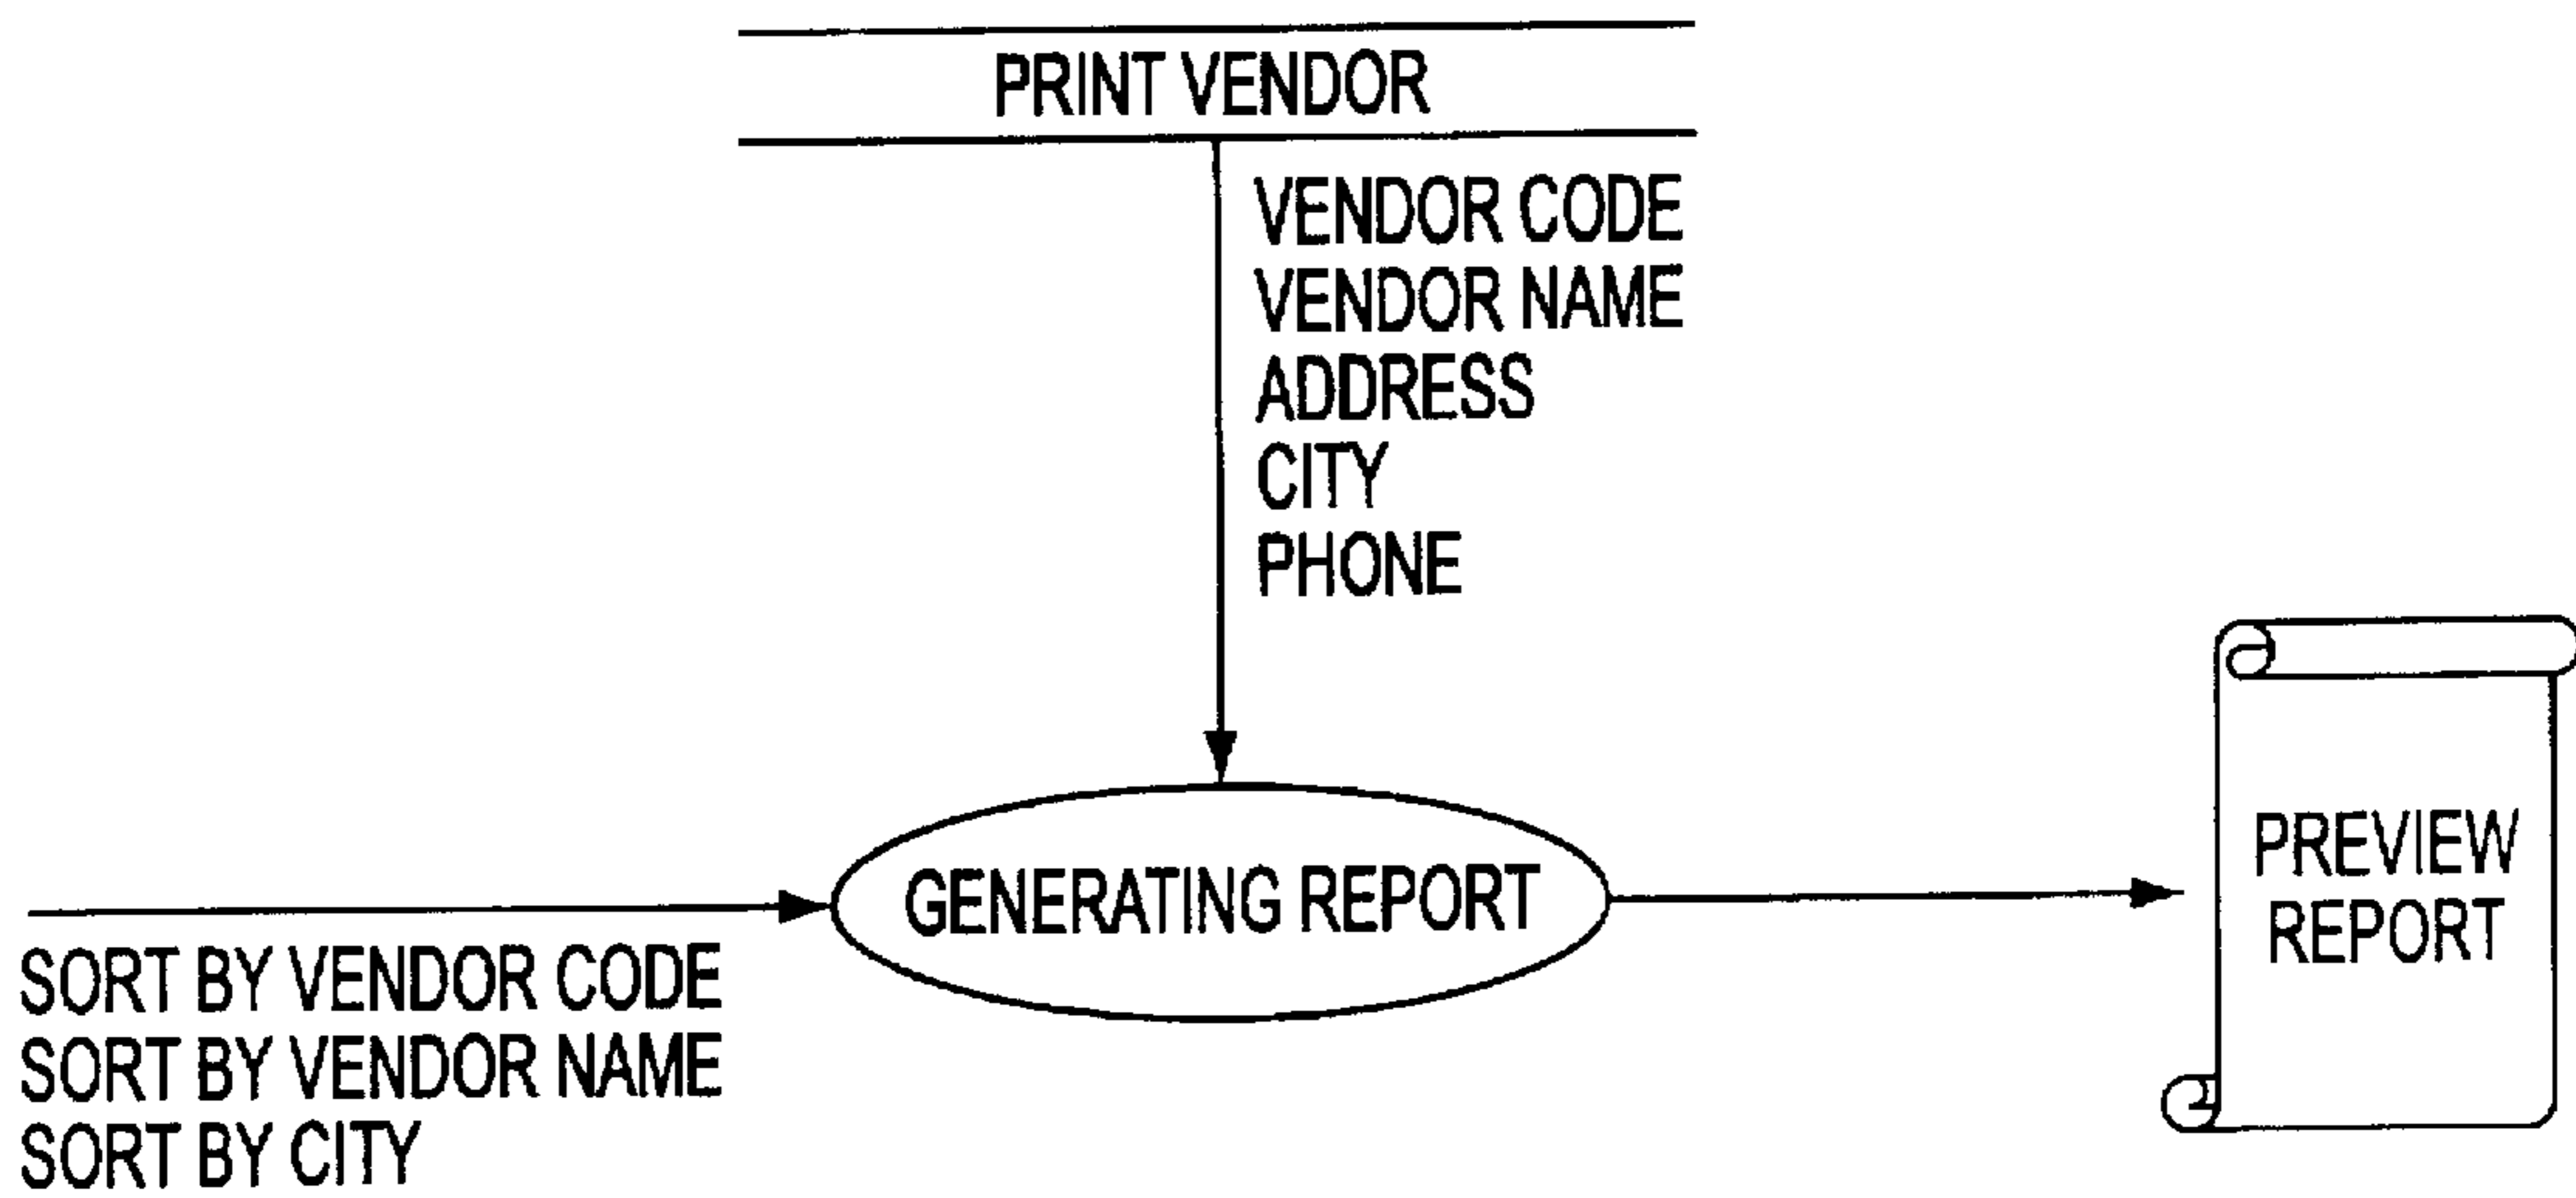 PRINT VENDOR
VENDOR CODE
VENDOR NAME
ADDRESS
CITY
PHONE
GENERATING REPORT
SORT BY VENDOR CODE
SORT BY VENDOR NAME
SORT BY CITY
PREVIEW
REPORT